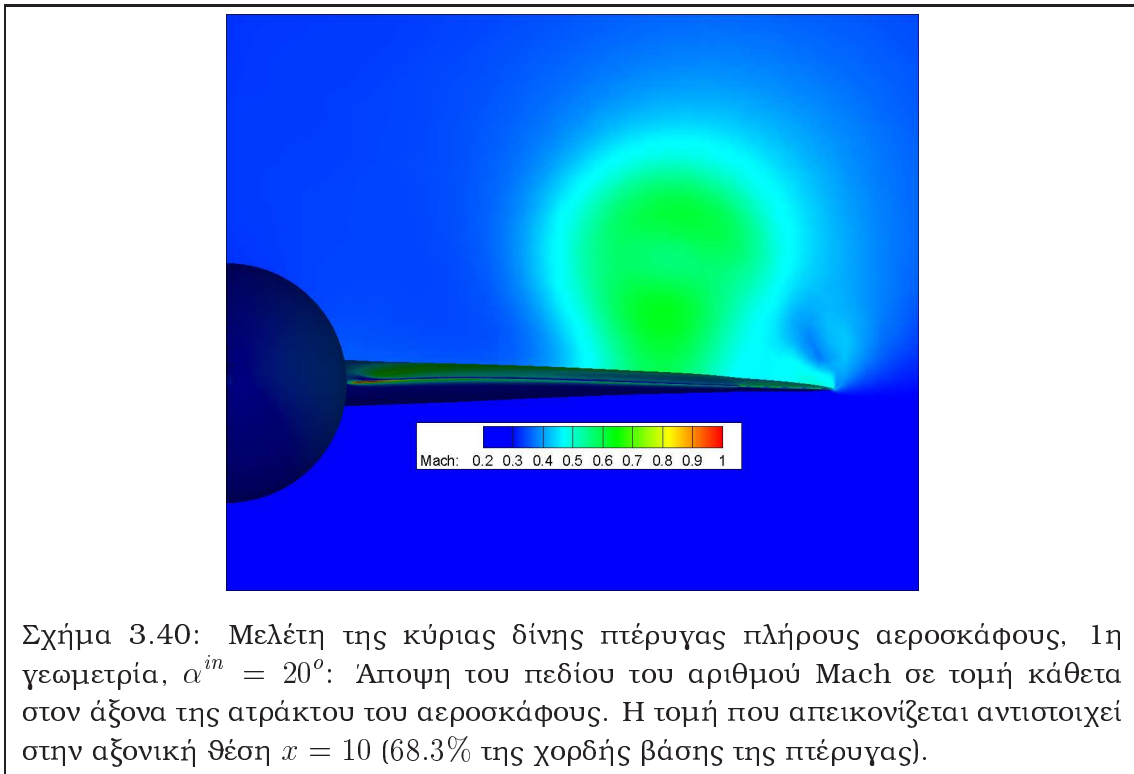 Mach: 0.2 0.3 0.4 0.5 0.6 0.7 0.8 0.9 1
Σχήμα 3.40: Μελέτη της κύριας δίνης πτέρυγας πλήρους αεροσκάφους, 1η
γεωμετρία, α^{in} = 20^{o}: Άποψη του πεδίου του αριθμού Mach σε τομή κάθετα
στον άξονα της ατράκτου του αεροσκάφους. Η τομή που απεικονίζεται αντιστοιχεί
στην αξονική θέση x = 10 (68.3% της χορδής βάσης της πτέρυγας).